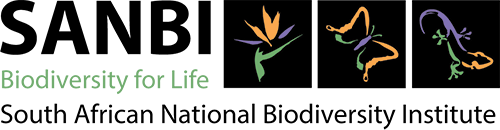 SANBI
Biodiversity for Life
South African National Biodiversity Institute